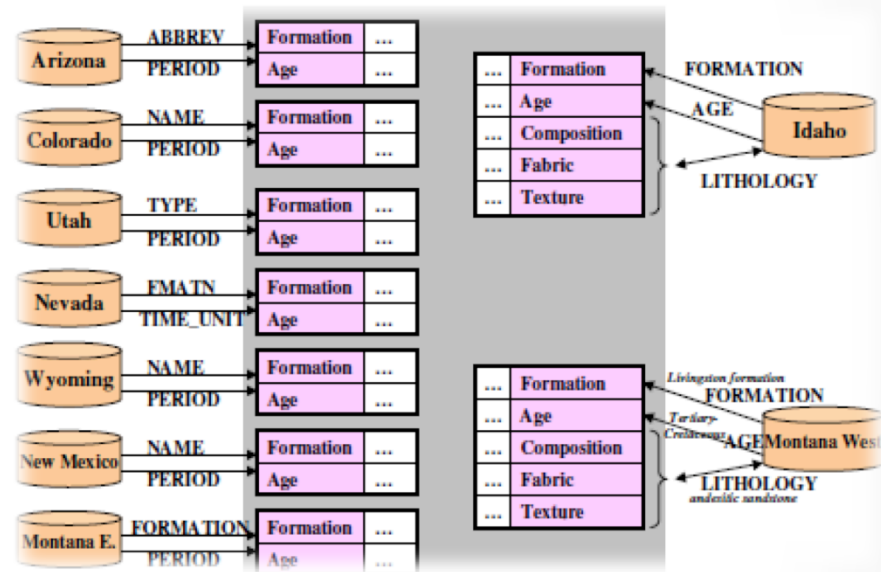 Arizona
ABBREV
PERIOD
Formation ...
Age ...
Colorado
NAME
PERIOD
Formation ...
Age ...
Utah
TYPE
PERIOD
Formation ...
Age ...
Nevada
FMATN
TIME_UNIT
Formation ...
Age ...
Wyoming
NAME
PERIOD
Formation ...
Age ...
New Mexico
NAME
PERIOD
Formation ...
Age ...
Montana E.
FORMATION
PERIOD
Formation ...
Age ...
... Formation
... Age
... Composition
... Fabric
... Texture
FORMATION
AGE
LITHOLOGY
Idaho
... Formation
... Age
... Composition
... Fabric
... Texture
Livingston formation
FORMATION
Tertiary-
Cretaceous
AGE
Montana West
LITHOLOGY
andesitic sandstone